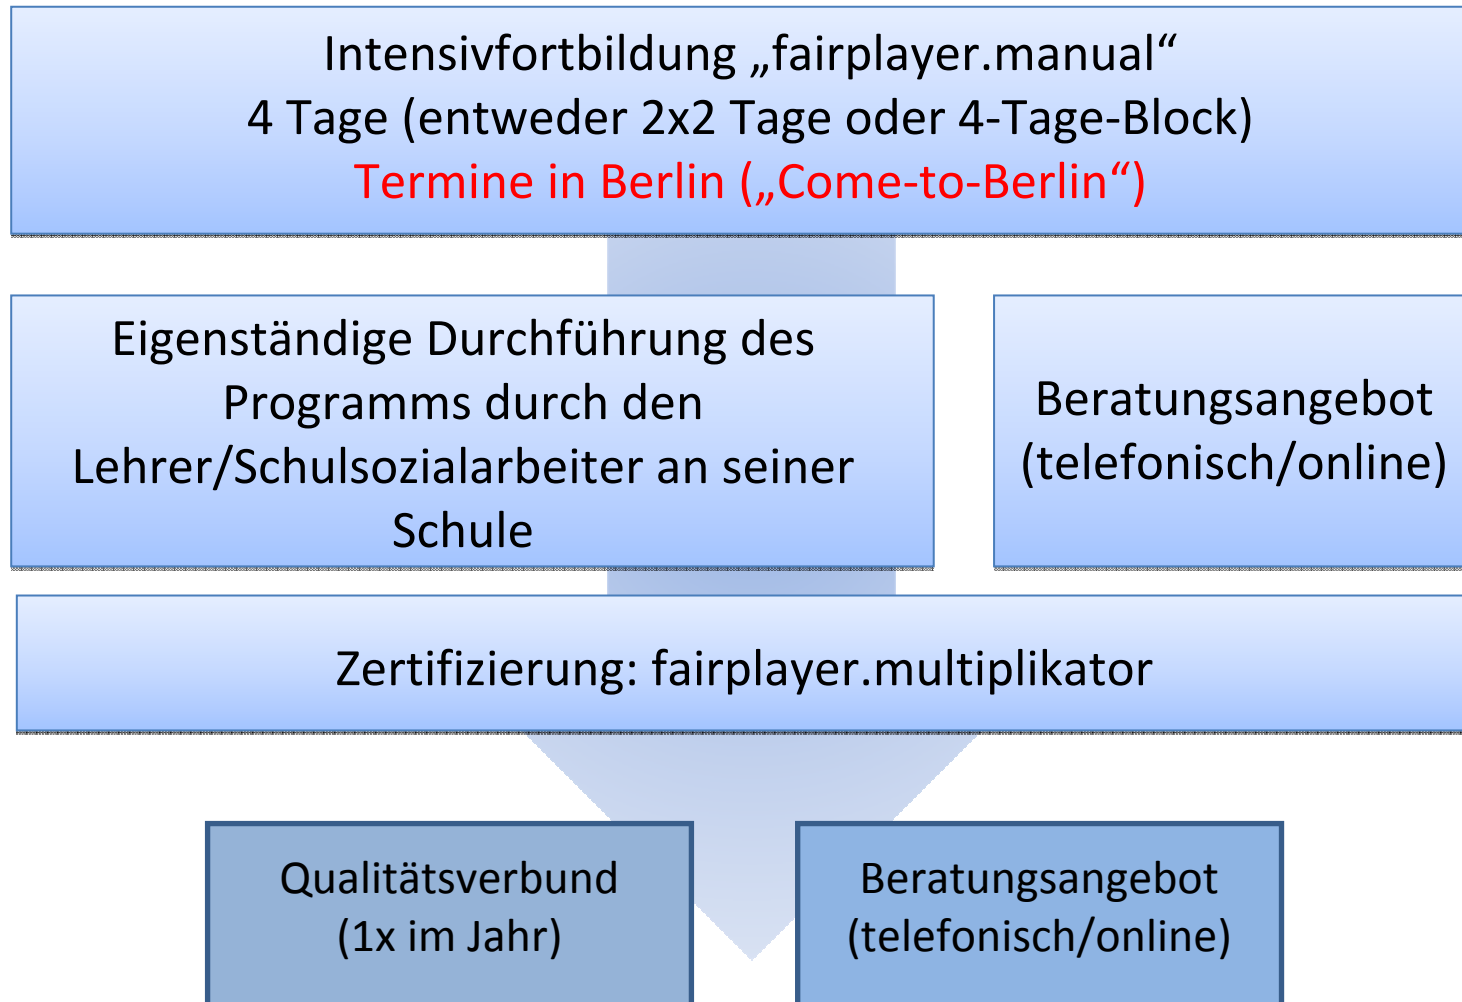 Intensivfortbildung „fairplayer.manual“
4 Tage (entweder 2x2 Tage oder 4-Tage-Block)
Termine in Berlin („Come-to-Berlin“)
Eigenständige Durchführung des
Programms durch den
Lehrer/Schulsozialarbeiter an seiner
Schule
Beratungsangebot
(telefonisch/online)
Zertifizierung: fairplayer.multiplikator
Qualitätsverbund
(1x im Jahr)
Beratungsangebot
(telefonisch/online)